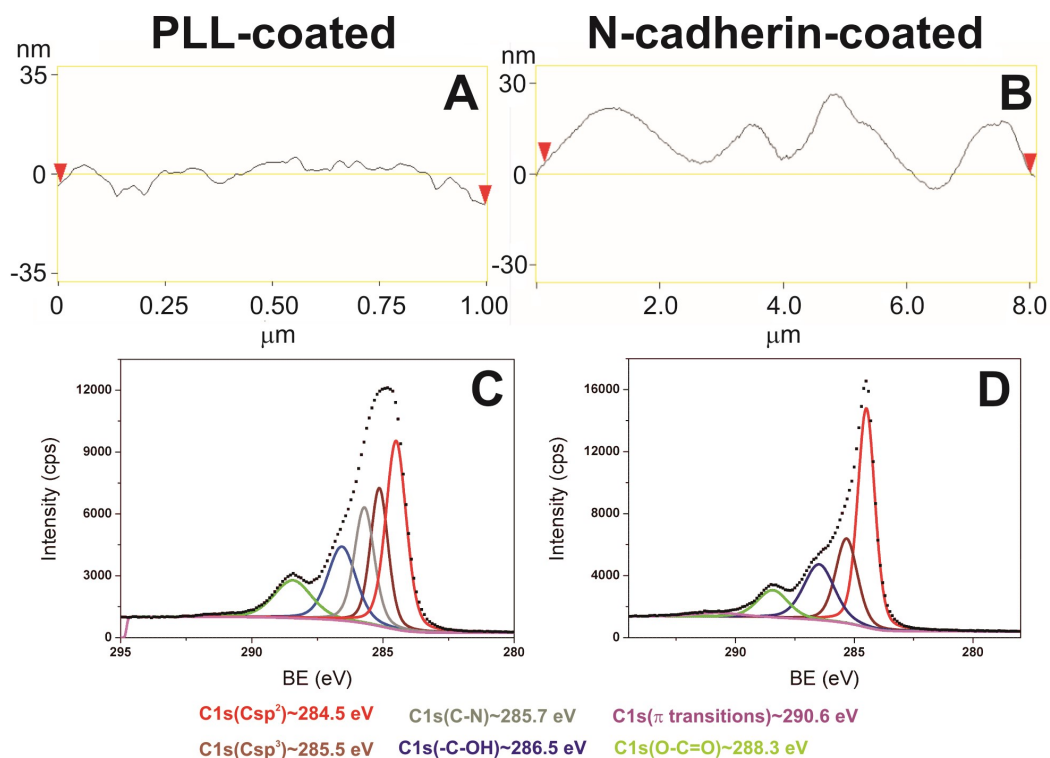 PLL-coated
N-cadherin-coated
nm
35
0
-35
A
0
0.25
0.50
0.75
1.00
μm
nm
30
0
-30
B
2.0
4.0
6.0
8.0
μm
C
Intensity (cps)
12000
9000
6000
3000
0
295
290
285
280
BE (eV)
D
Intensity (cps)
16000
12000
8000
4000
0
290
285
280
BE (eV)
C1s(Csp²)~284.5 eV
C1s(C-N)~285.7 eV
C1s(π transitions)~290.6 eV
C1s(Csp³)~285.5 eV
C1s(-C-OH)~286.5 eV
C1s(O-C=O)~288.3 eV